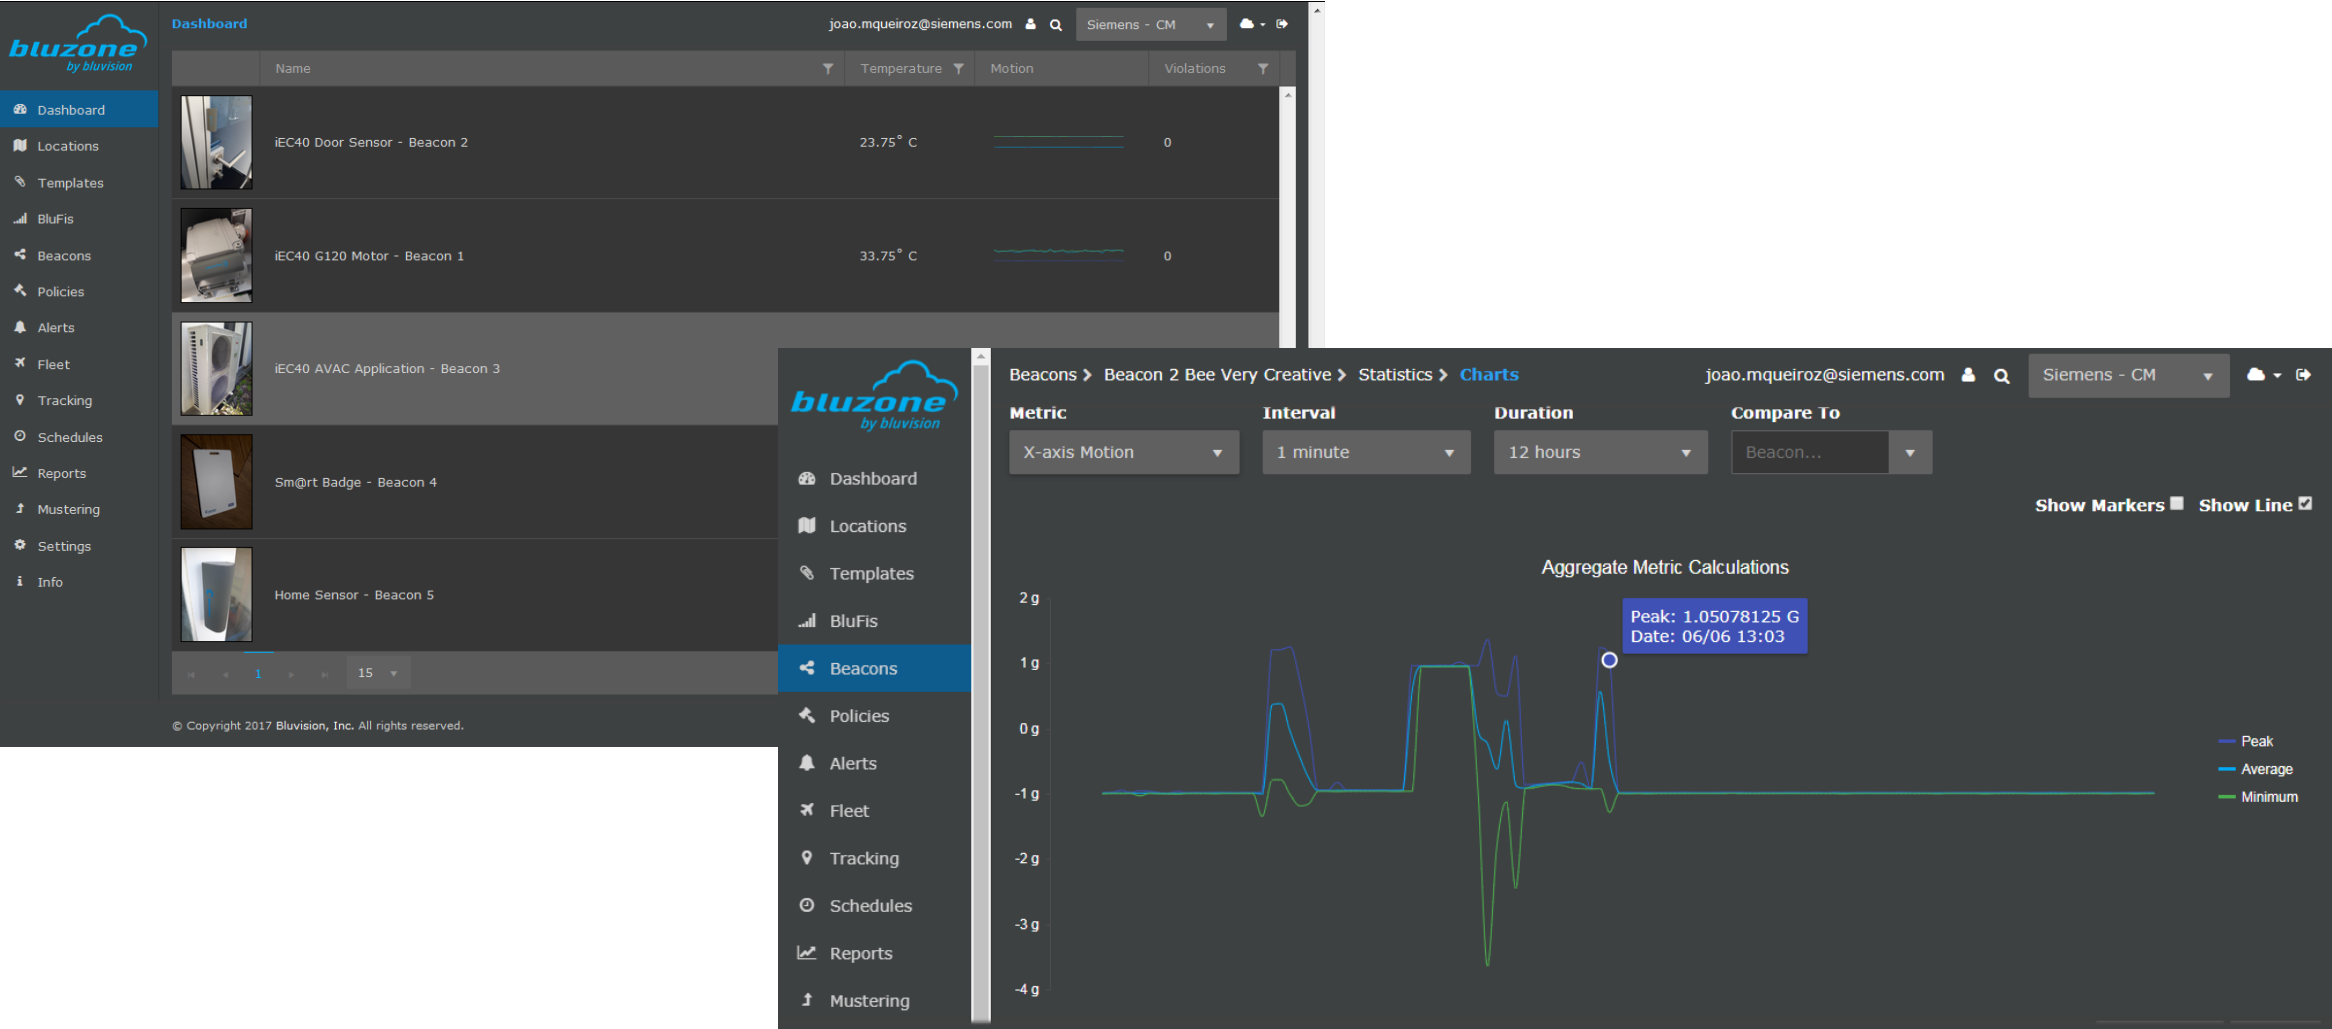 bluzone
by bluvision
Dashboard
Locations
Templates
BluFis
Beacons
Policies
Alerts
Fleet
Tracking
Schedules
Reports
Mustering
Settings
Info
Dashboard
joao.mqueiroz@siemens.com
Siemens - CM
Name Temperature Motion Violations
iEC40 Door Sensor - Beacon 2 23.75° C 0
iEC40 G120 Motor - Beacon 1 33.75° C 0
iEC40 AVAC Application - Beacon 3
Sm@rt Badge - Beacon 4
Home Sensor - Beacon 5
1 15
© Copyright 2017 Bluvision, Inc. All rights reserved.
bluzone
by bluvision
Dashboard
Locations
Templates
BluFis
Beacons
Policies
Alerts
Fleet
Tracking
Schedules
Reports
Mustering
Beacons > Beacon 2 Bee Very Creative > Statistics > Charts
joao.mqueiroz@siemens.com
Siemens - CM
Metric Interval Duration Compare To
X-axis Motion 1 minute 12 hours Beacon...
Show Markers Show Line
Aggregate Metric Calculations
Peak: 1.05078125 G
Date: 06/06 13:03
2 g
1 g
0 g
-1 g
-2 g
-3 g
-4 g
Peak
Average
Minimum